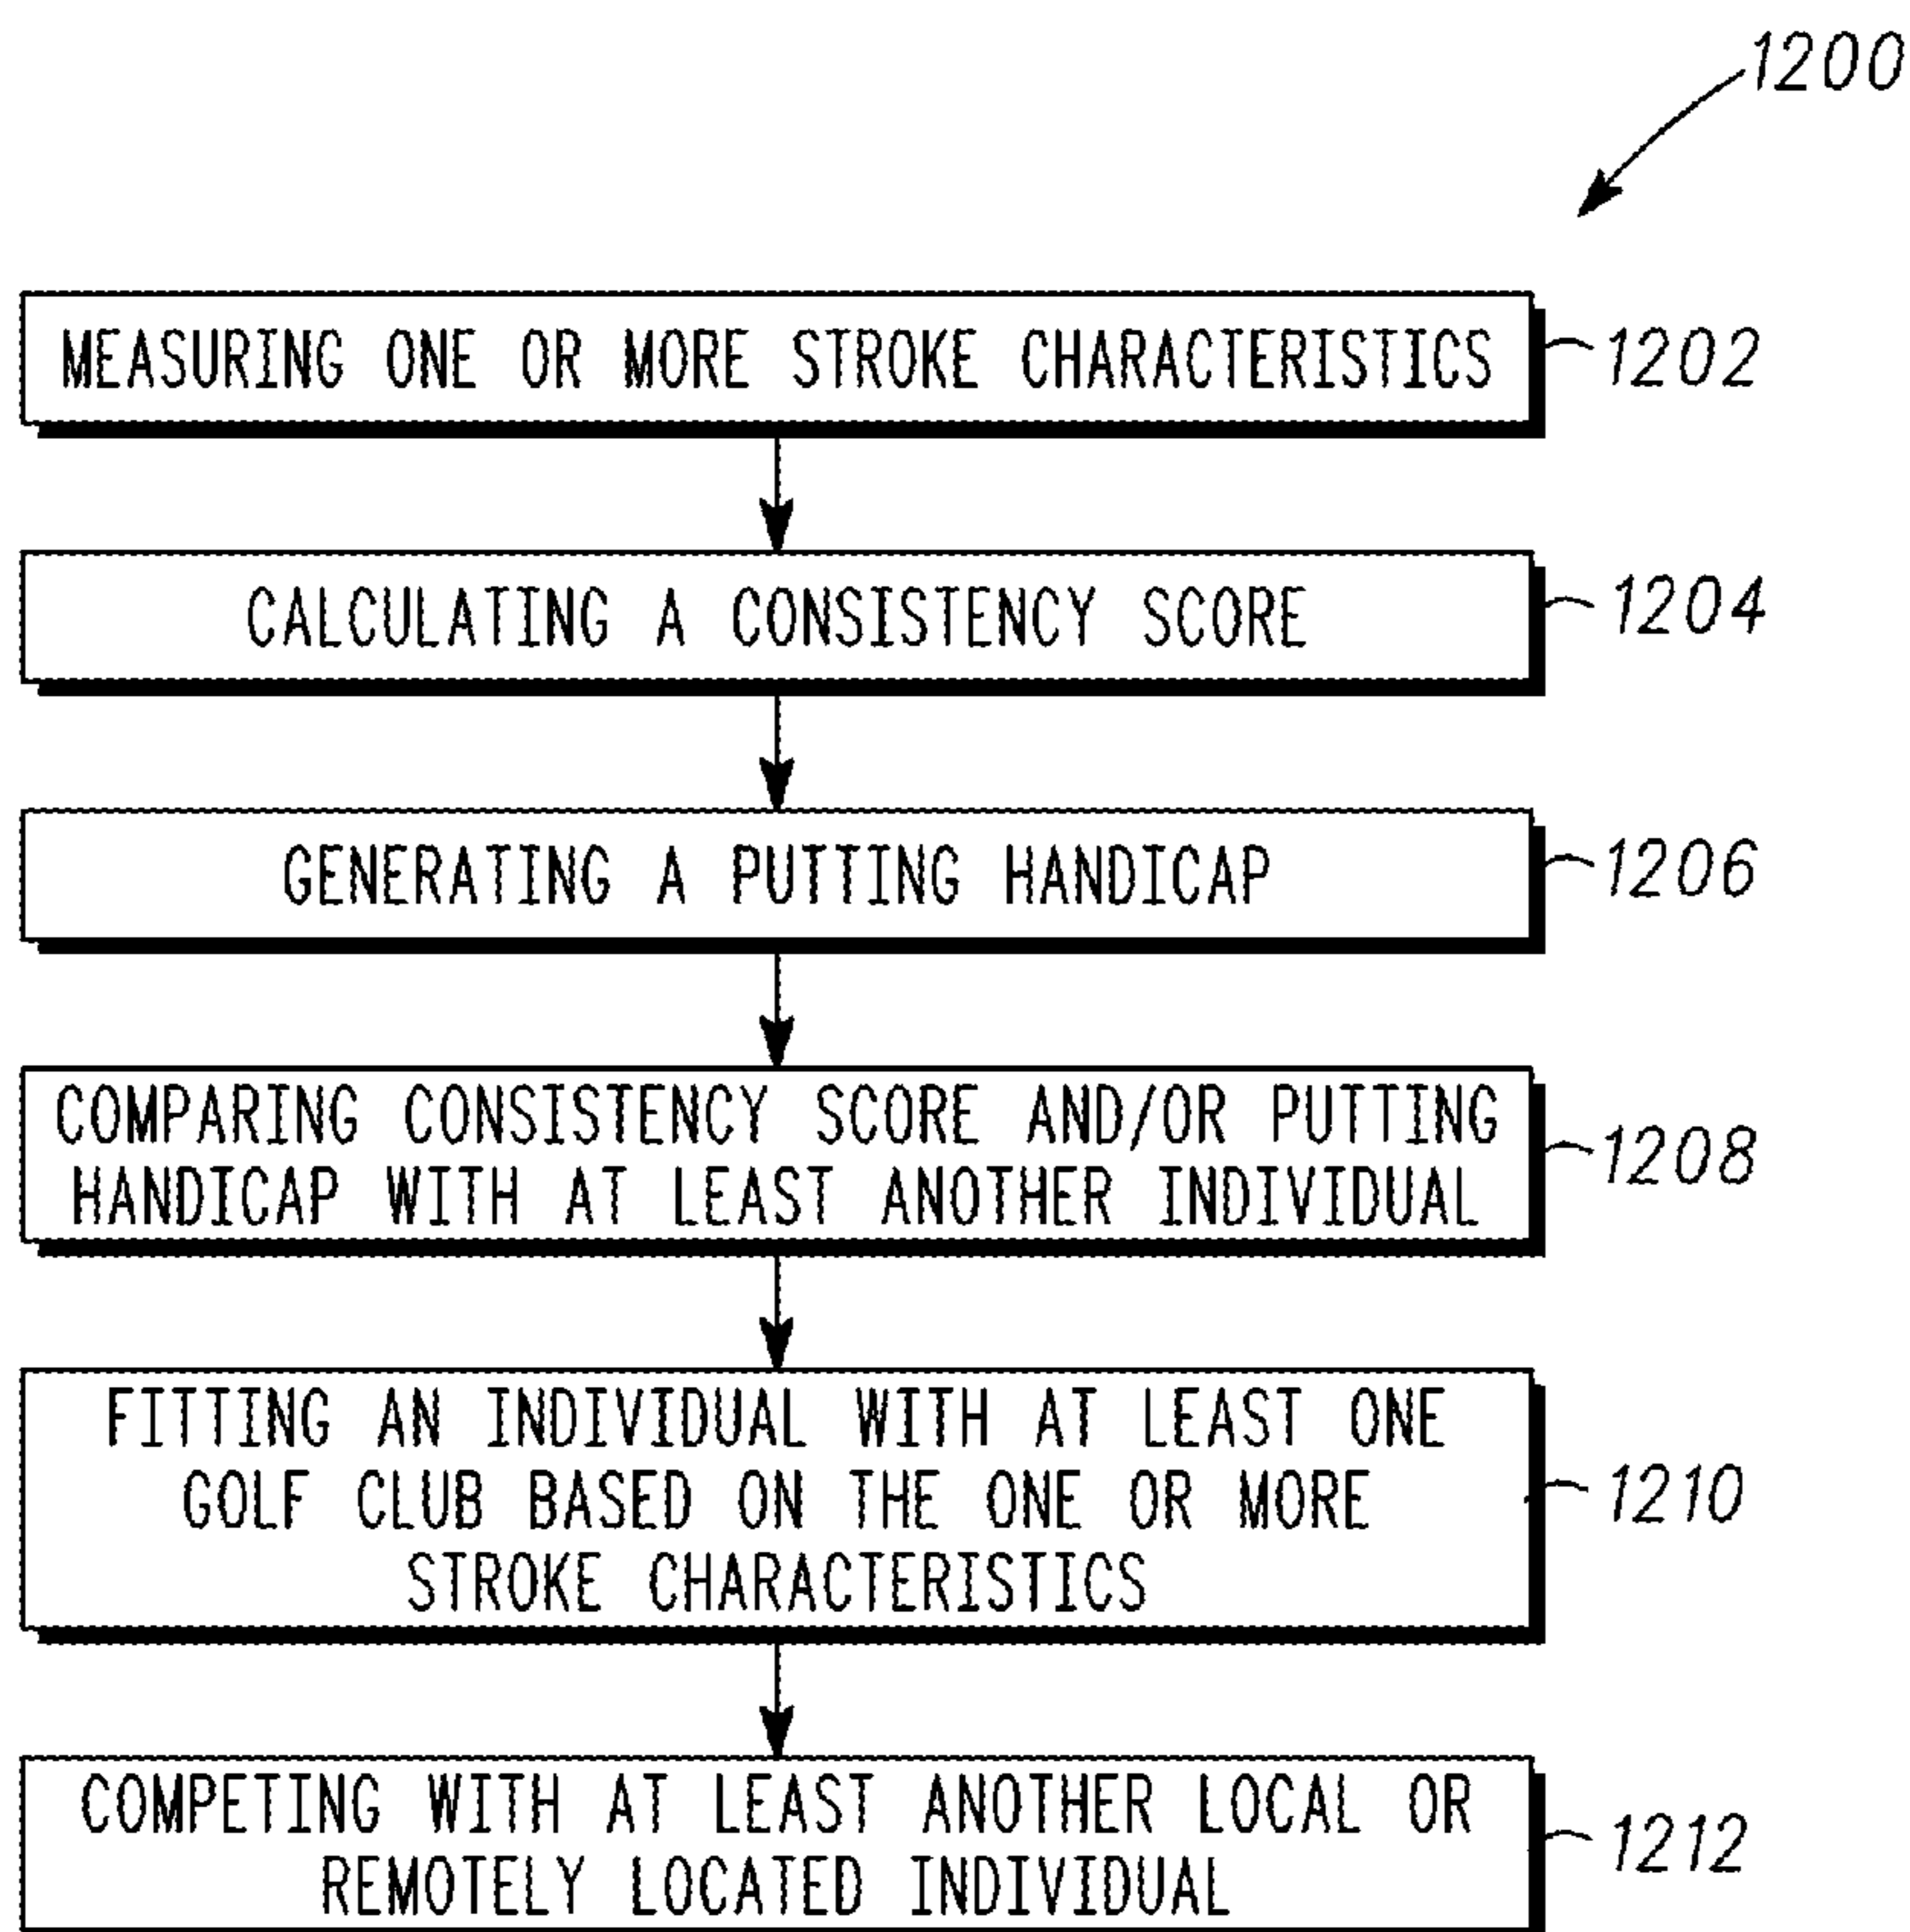 1200
MEASURING ONE OR MORE STROKE CHARACTERISTICS
1202
CALCULATING A CONSISTENCY SCORE
1204
GENERATING A PUTTING HANDICAP
1206
COMPARING CONSISTENCY SCORE AND/OR PUTTING
HANDICAP WITH AT LEAST ANOTHER INDIVIDUAL
1208
FITTING AN INDIVIDUAL WITH AT LEAST ONE
GOLF CLUB BASED ON THE ONE OR MORE
STROKE CHARACTERISTICS
1210
COMPETING WITH AT LEAST ANOTHER LOCAL OR
REMOTELY LOCATED INDIVIDUAL
1212